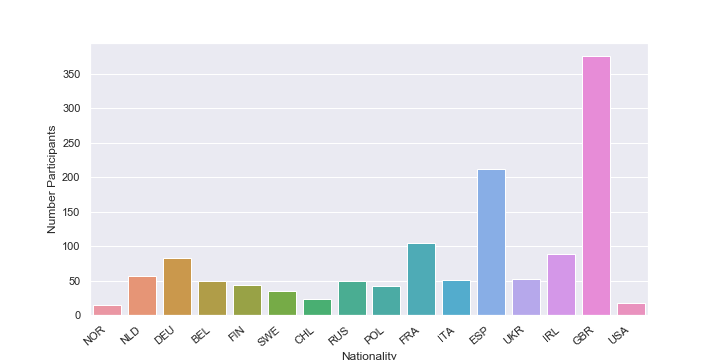 350
300
250
200
150
100
50
0
Number Participants
NOR NLD DEU BEL FIN SWE CHL RUS POL FRA ITA ESP UKR IRL GBR USA
Nationality